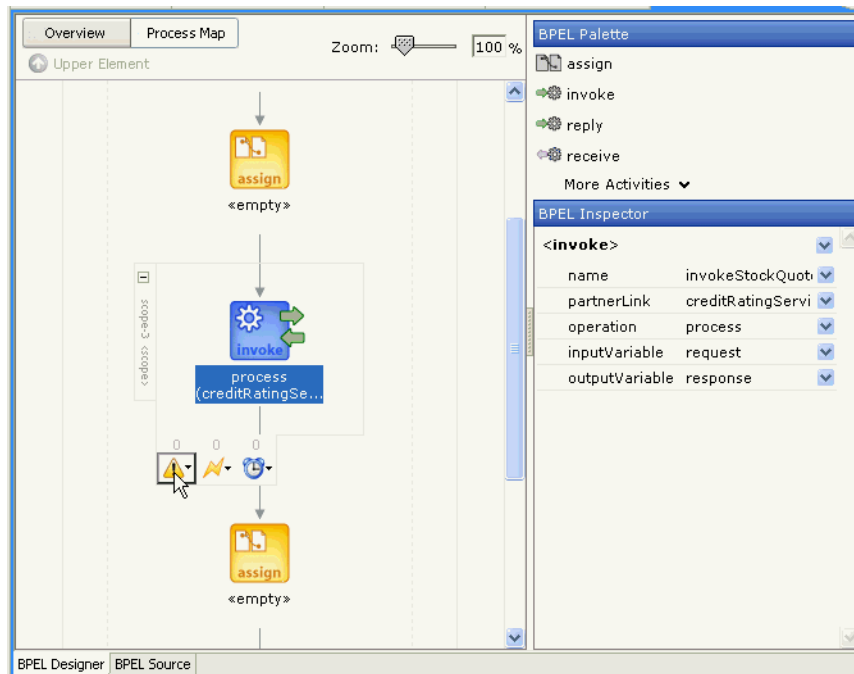 Overview
Process Map
Zoom:
100 %
Upper Element
assign
«empty»
scope-3 <scope>
invoke
process
(creditRatingSe...
0 0 0
assign
«empty»
BPEL Designer
BPEL Source
BPEL Palette
assign
invoke
reply
receive
More Activities
BPEL Inspector
<invoke>
name invokeStockQuot
partnerLink creditRatingServi
operation process
inputVariable request
outputVariable response